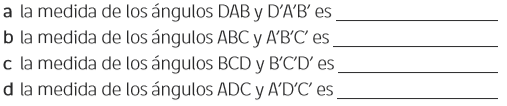 a la medida de los ángulos DAB y D’A’B’ es
b la medida de los ángulos ABC y A’B’C’ es
c la medida de los ángulos BCD y B’C’D’ es
d la medida de los ángulos ADC y A’D’C’ es